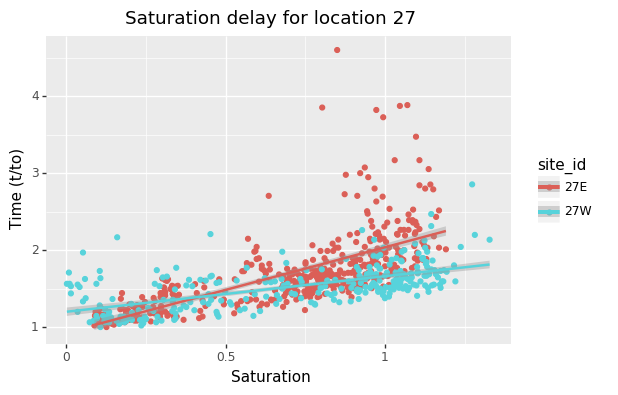 Saturation delay for location 27
Time (t/to)
4
3
2
1
0
0.5
1
Saturation
site_id
27E
27W